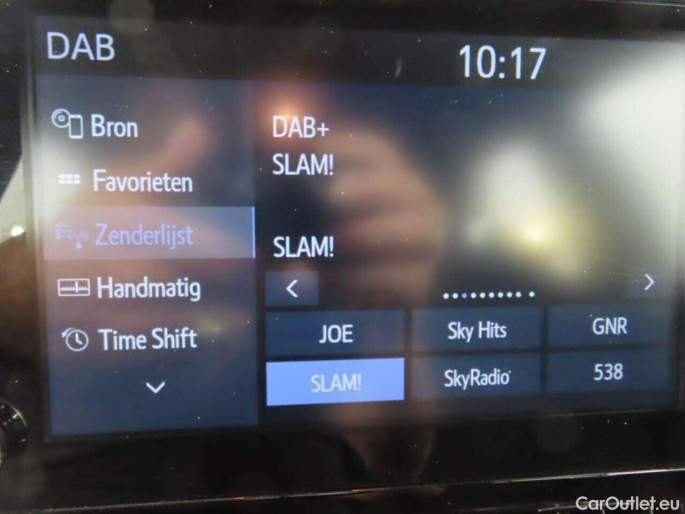 DAB
10:17
Bron
Favorieten
Zenderlijst
Handmatig
Time Shift
DAB+
SLAM!
SLAM!
JOE
Sky Hits
GNR
SLAM!
SkyRadio
538
CarOutlet.eu